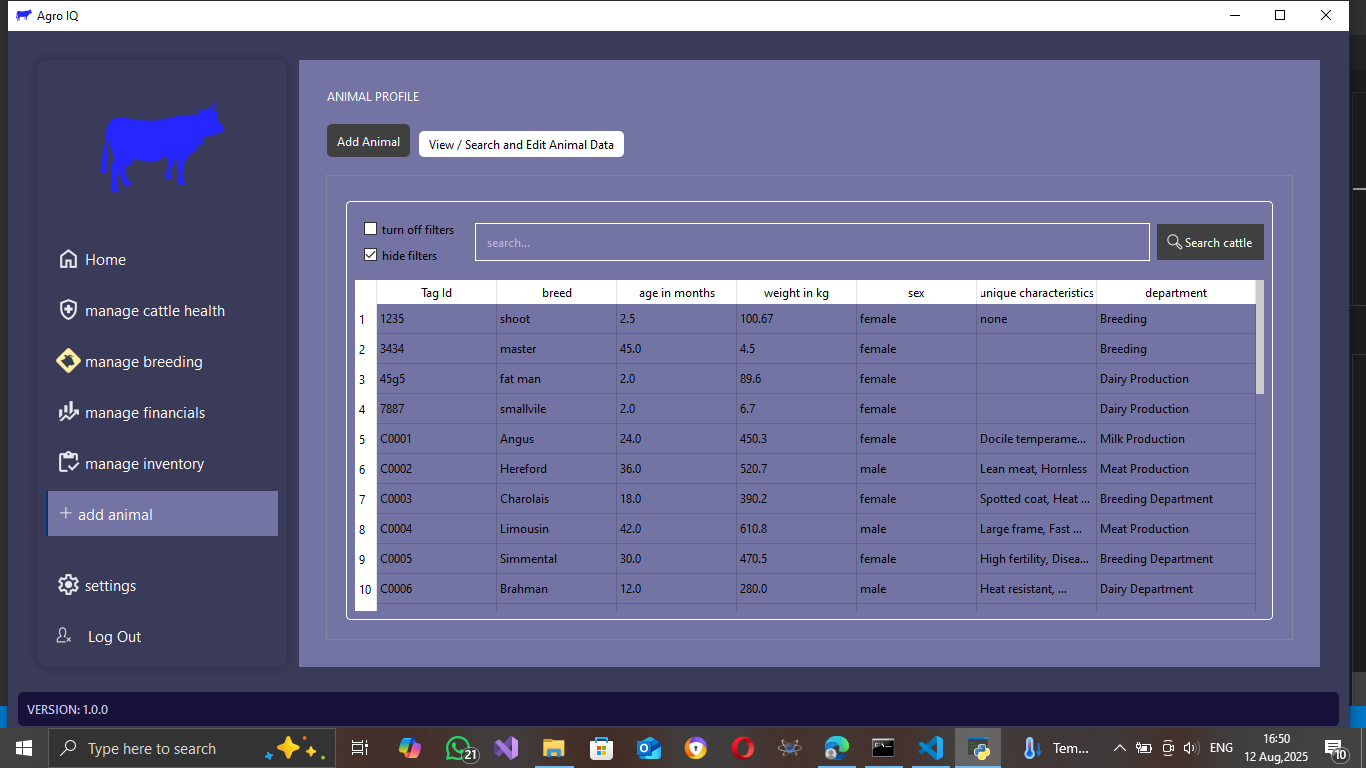 Agro IQ
ANIMAL PROFILE
Add Animal
View / Search and Edit Animal Data
turn off filters
hide filters
search...
Search cattle
Home
manage cattle health
manage breeding
manage financials
manage inventory
add animal
settings
Log Out
Tag Id breed age in months weight in kg sex unique characteristics department
1 1235 shoot 2.5 100.67 female none Breeding
2 3434 master 45.0 4.5 female Breeding
3 45g5 fat man 2.0 89.6 female Dairy Production
4 7887 smallvile 2.0 6.7 female Dairy Production
5 C0001 Angus 24.0 450.3 female Docile temperame... Milk Production
6 C0002 Hereford 36.0 520.7 male Lean meat, Hornless Meat Production
7 C0003 Charolais 18.0 390.2 female Spotted coat, Heat ... Breeding Department
8 C0004 Limousin 42.0 610.8 male Large frame, Fast ... Meat Production
9 C0005 Simmental 30.0 470.5 female High fertility, Disea... Breeding Department
10 C0006 Brahman 12.0 280.0 male Heat resistant, ... Dairy Department
VERSION: 1.0.0
Type here to search
21
Tem...
ENG
16:50
12 Aug,2025
10